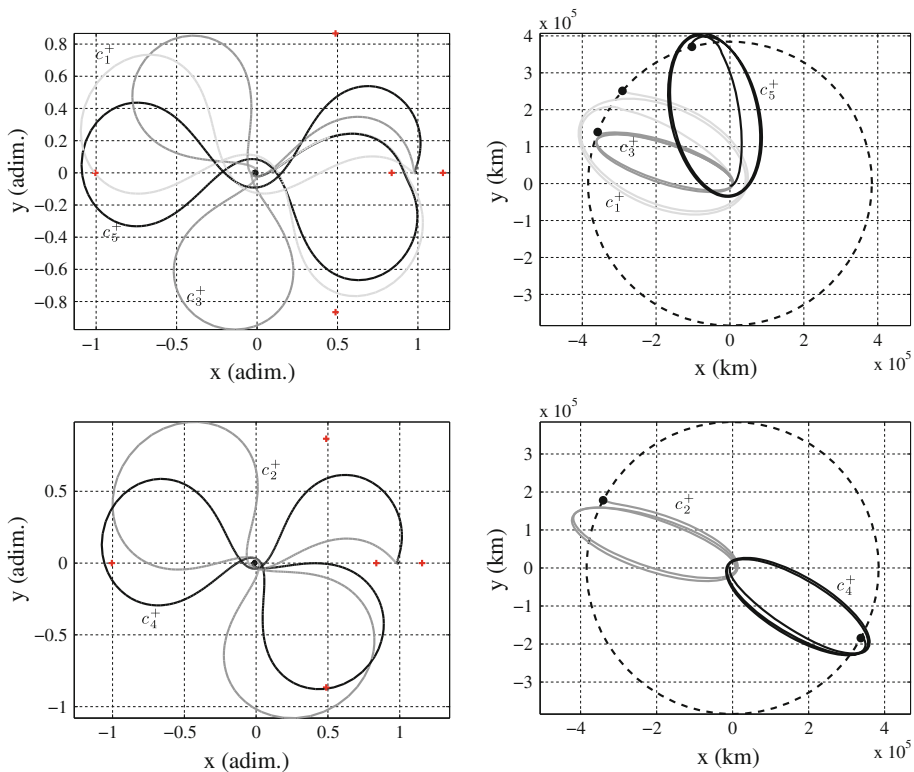 0.8
0.6
0.4
0.2
0
−0.2
−0.4
−0.6
−0.8
y (adim.)
c₁⁺
c₅⁺
c₃⁺
−1 −0.5 0 0.5 1
x (adim.)
x 10⁵
4
3
2
1
0
−1
−2
−3
y (km)
c₅⁺
c₃⁺
c₁⁺
−4 −2 0 2 4
x (km)
x 10⁵
0.5
0
−0.5
−1
y (adim.)
c₂⁺
c₄⁺
−1 −0.5 0 0.5 1
x (adim.)
x 10⁵
3
2
1
0
−1
−2
−3
y (km)
c₂⁺
c₄⁺
−4 −2 0 2 4
x (km)
x 10⁵